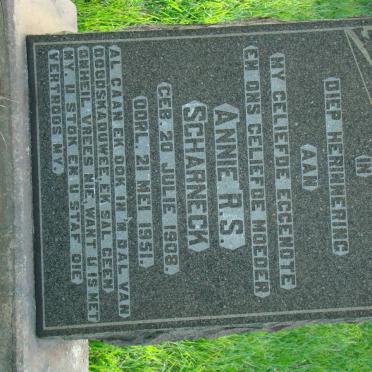 IN
DIEP HERINNERING
AAN
MY GELIEFDE EGGENOTE
EN ONS GELIEFDE MOEDER
ANNIE R.S.
SCHARNECK
GEB. 20 JULIE 1908.
OORL. 21 MEI 1951.
AL GAAN EK OOK IN 'N DAL VAN
DOODSKADUWEE, EK SAL GEEN
ONHEIL VREES NIE, WANT U IS MET
MY, U STOK EN U STAF DIE
VERTROOS MY.